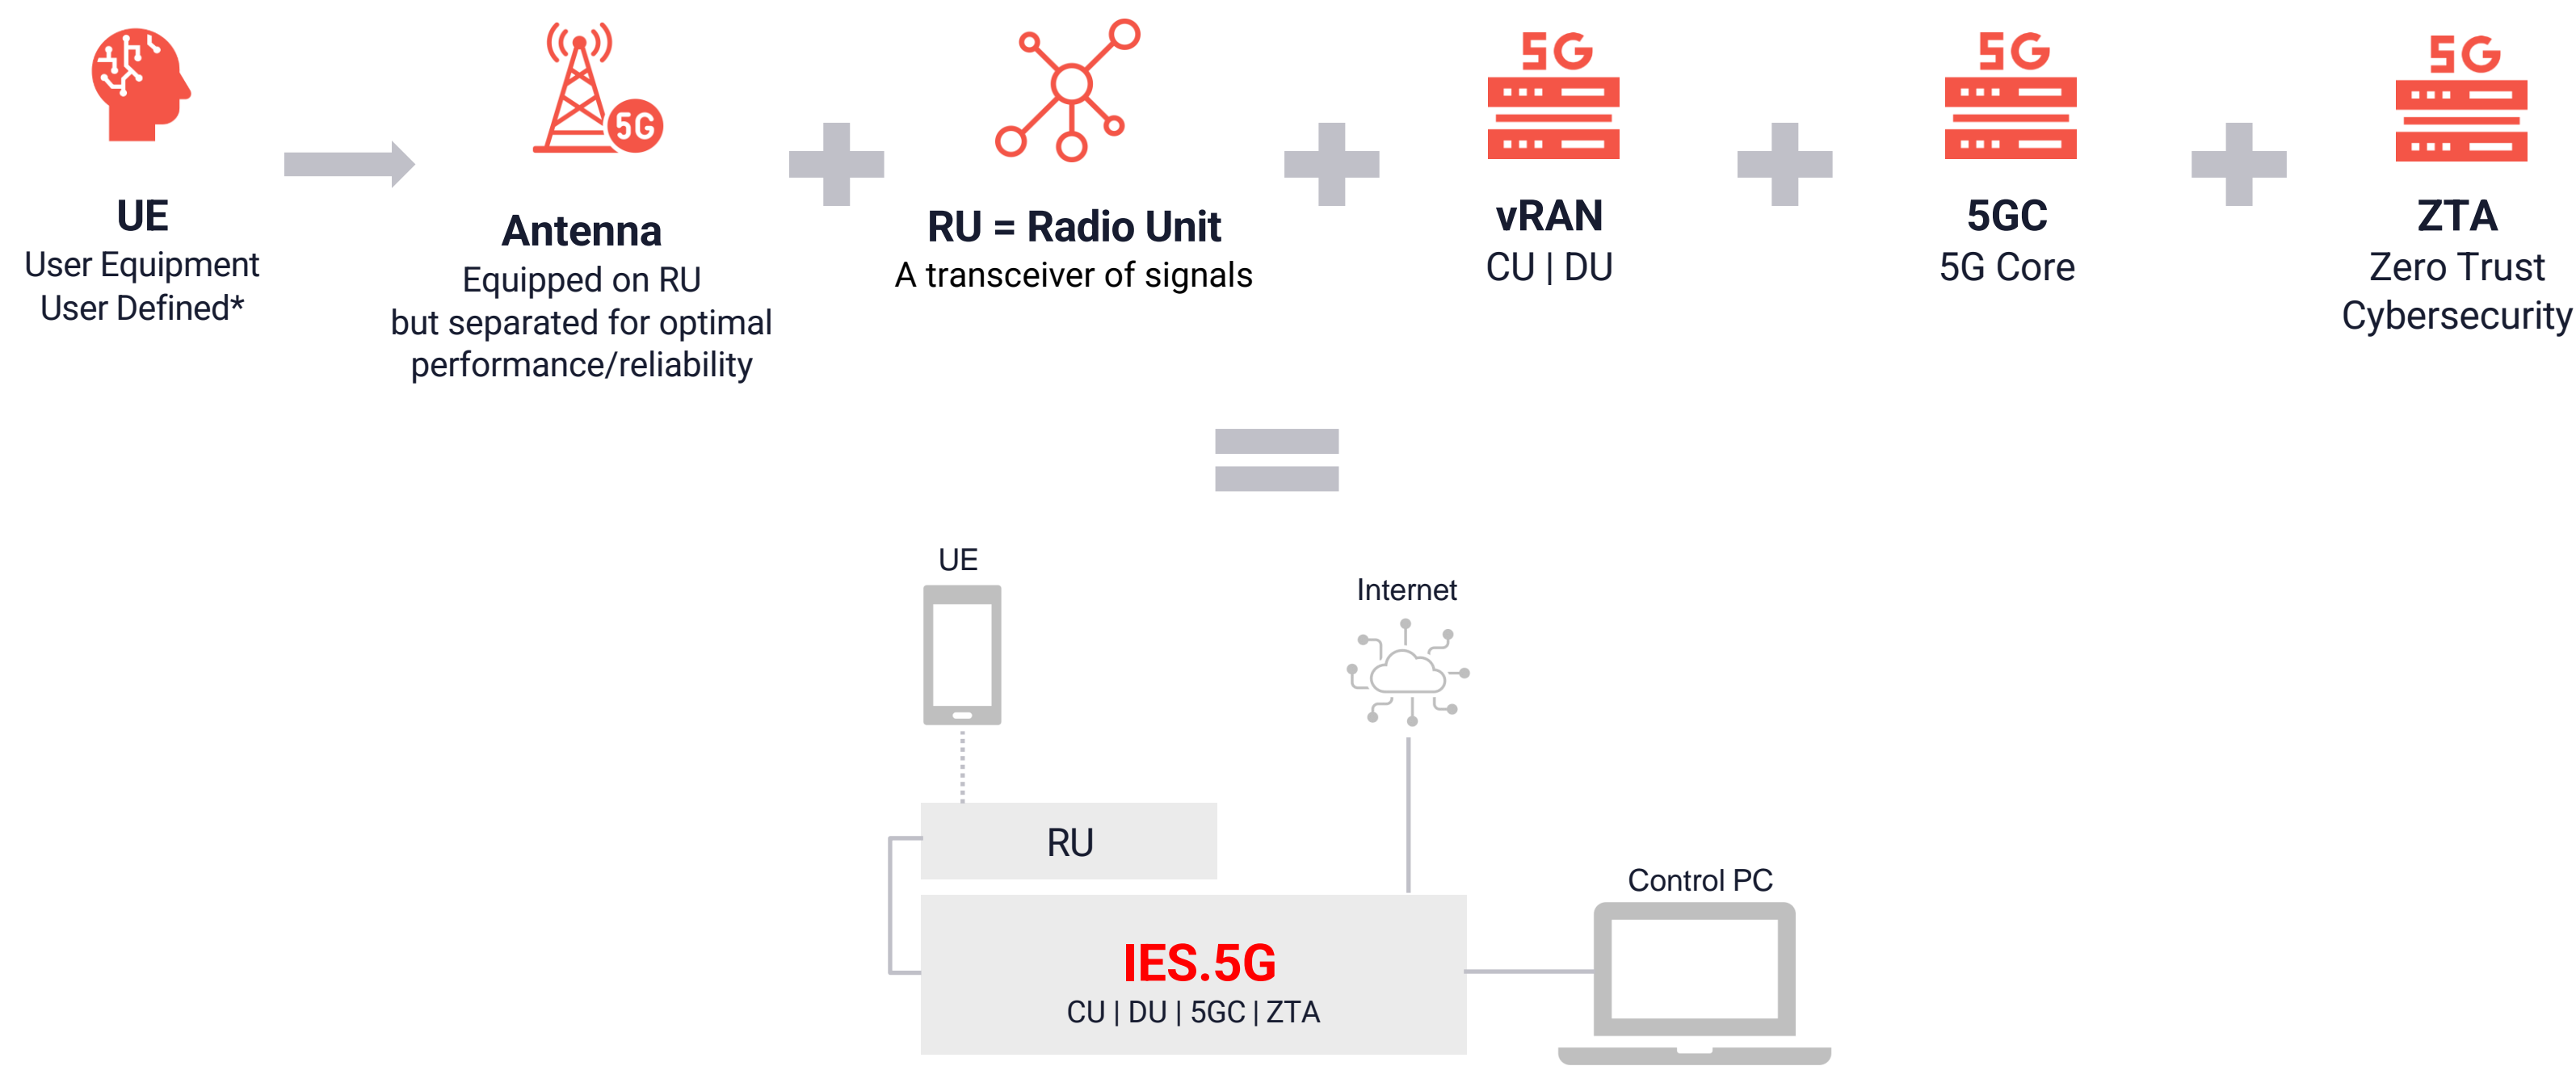 UE
User Equipment
User Defined*
5G
Antenna
Equipped on RU
but separated for optimal
performance/reliability
RU = Radio Unit
A transceiver of signals
5G
vRAN
CU | DU
5G
5GC
5G Core
5G
ZTA
Zero Trust
Cybersecurity
UE
Internet
RU
IES.5G
CU | DU | 5GC | ZTA
Control PC